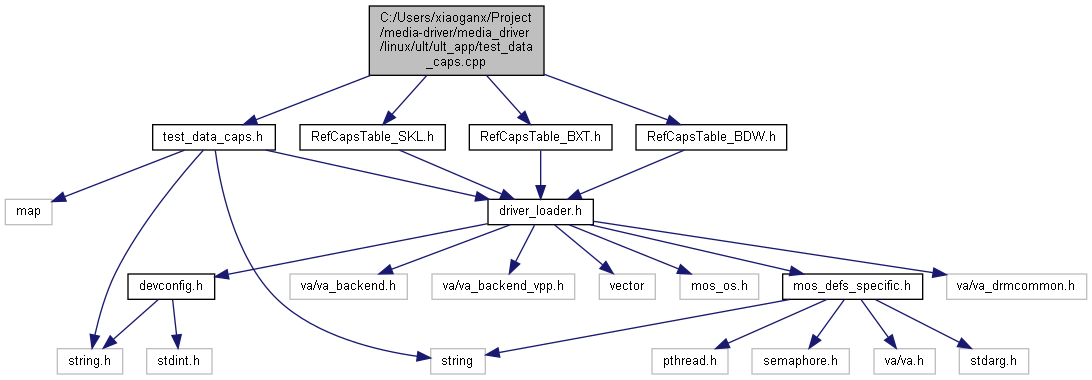 C:/Users/xiaoganx/Project
/media-driver/media_driver
/linux/ult/ult_app/test_data
_caps.cpp
test_data_caps.h
RefCapsTable_SKL.h
RefCapsTable_BXT.h
RefCapsTable_BDW.h
map
driver_loader.h
devconfig.h
va/va_backend.h
va/va_backend_vpp.h
vector
mos_os.h
mos_defs_specific.h
va/va_drmcommon.h
string.h
stdint.h
string
pthread.h
semaphore.h
va/va.h
stdarg.h